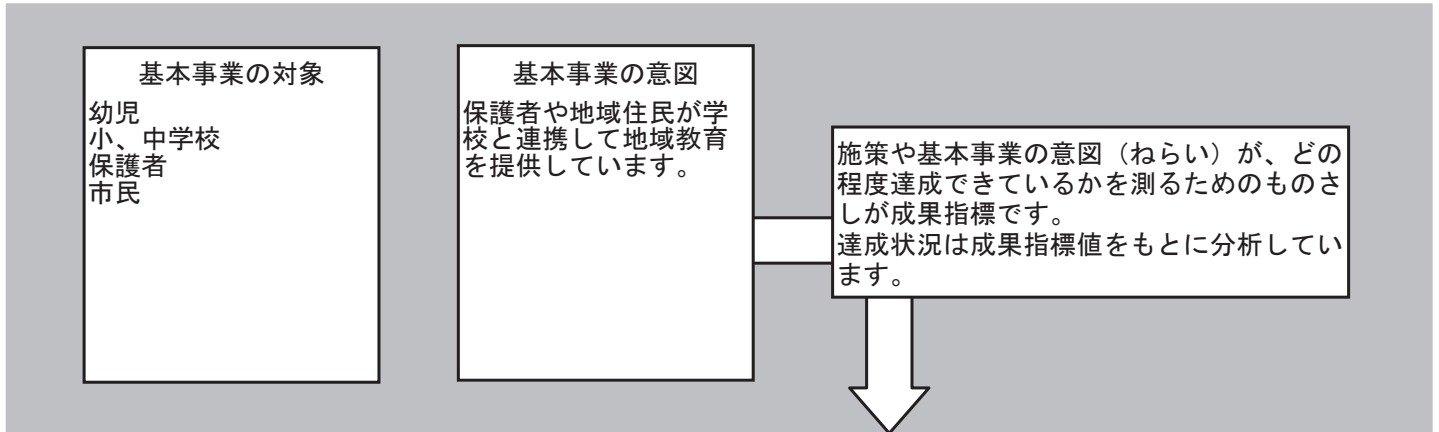 基本事業の対象
幼児
小、中学校
保護者
市民
基本事業の意図
保護者や地域住民が学
校と連携して地域教育
を提供しています。
施策や基本事業の意図（ねらい）が、どの
程度達成できているかを測るためのものさ
しが成果指標です。
達成状況は成果指標値をもとに分析してい
ます。